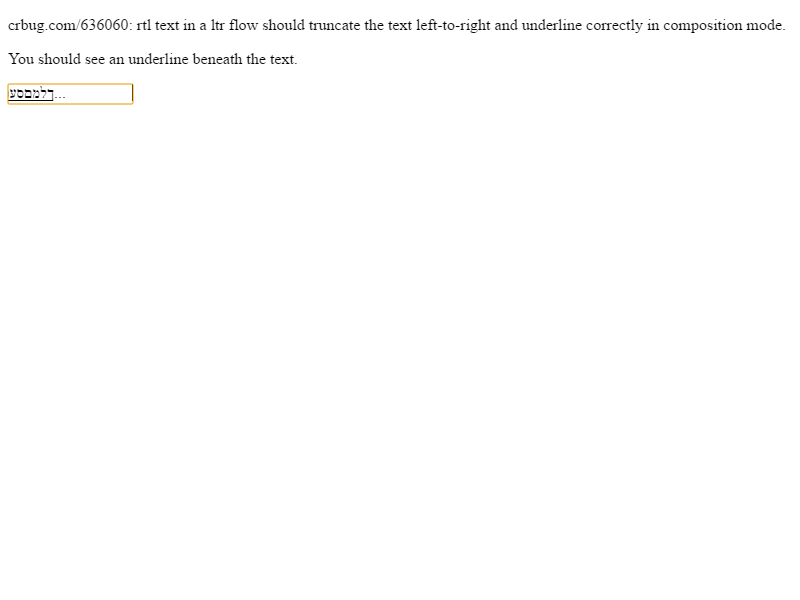 crbug.com/636060: rtl text in a ltr flow should truncate the text left-to-right and underline correctly in composition mode.
You should see an underline beneath the text.
ךלמםסע...